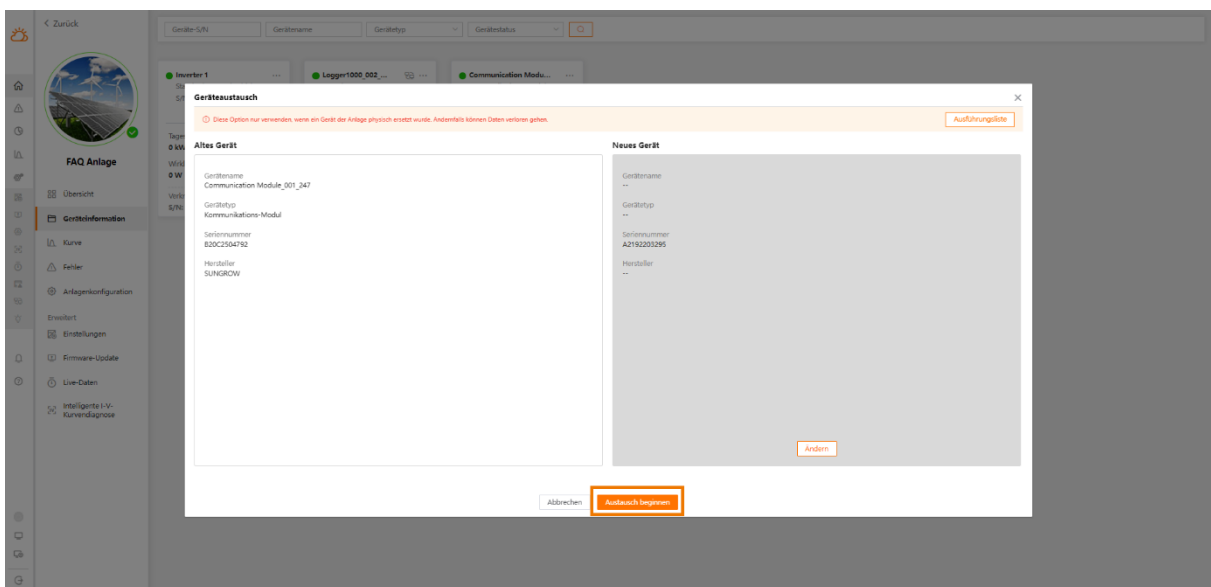 Zurück
Geräte-S/N
Gerätename
Gerätetyp
Gerätestatus
Inverter 1
Logger1000_002_...
Communication Modu...
Geräteaustausch
Diese Option nur verwenden, wenn ein Gerät der Anlage physisch ersetzt wurde. Andernfalls können Daten verloren gehen.
Ausführungsliste
0 W
S/N:
Altes Gerät
Gerätename
Communication Module_001_247
Gerätetyp
Kommunikations-Modul
Seriennummer
B20C2504792
Hersteller
SUNGROW
Neues Gerät
Gerätename
--
Gerätetyp
--
Seriennummer
A2192203295
Hersteller
--
Ändern
Abbrechen
Austausch beginnen
FAQ Anlage
Übersicht
Geräteinformation
Kurve
Fehler
Anlagenkonfiguration
Erweitert
Einstellungen
Firmware-Update
Live-Daten
Intelligente I-V-
Kurvendiagnose